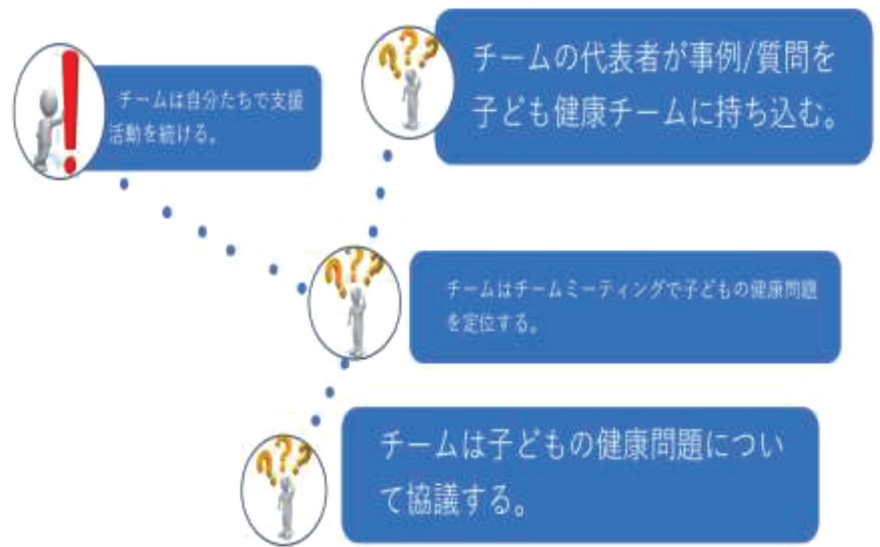 チームは自分たちで支援
活動を続ける。
チームの代表者が事例/質問を
子ども健康チームに持ち込む。
チームはチームミーティングで子どもの健康問題
を定位する。
チームは子どもの健康問題につい
て協議する。